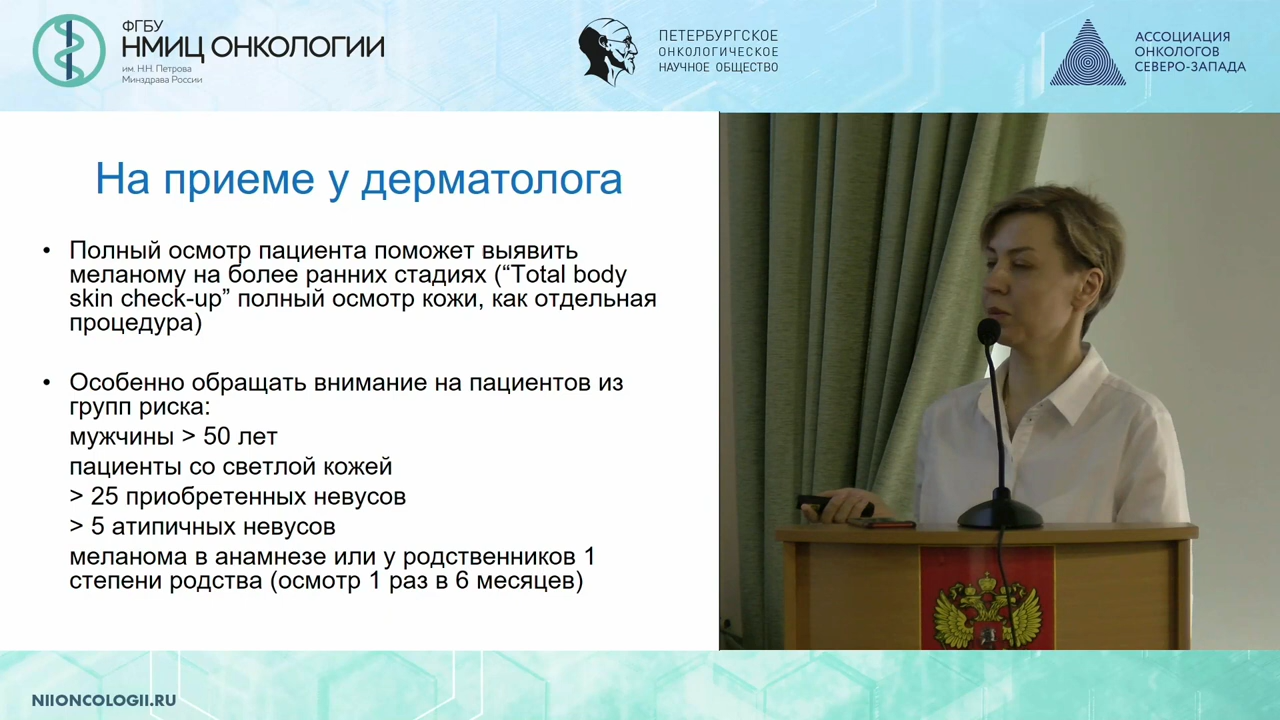 ФГБУ
НМИЦ ОНКОЛОГИИ
им. Н.Н. Петрова
Минздрава России
ПЕТЕРБУРГСКОЕ
ОНКОЛОГИЧЕСКОЕ
НАУЧНОЕ ОБЩЕСТВО
АССОЦИАЦИЯ
ОНКОЛОГОВ
СЕВЕРО-ЗАПАДА
На приеме у дерматолога
• Полный осмотр пациента поможет выявить
меланому на более ранних стадиях (“Total body
skin check-up” полный осмотр кожи, как отдельная
процедура)
• Особенно обращать внимание на пациентов из
групп риска:
мужчины > 50 лет
пациенты со светлой кожей
> 25 приобретенных невусов
> 5 атипичных невусов
меланома в анамнезе или у родственников 1
степени родства (осмотр 1 раз в 6 месяцев)
NIIONCOLOGII.RU